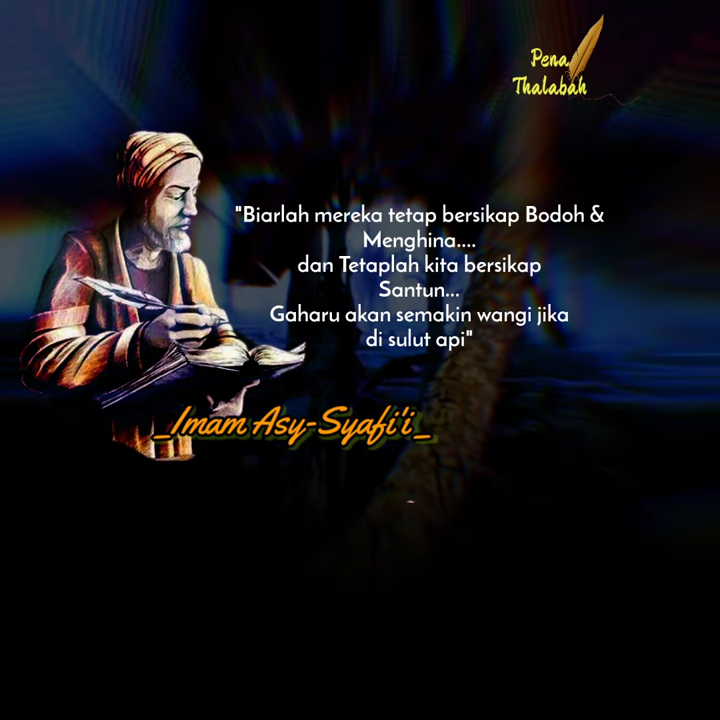 Pena
Thalabah
"Biarlah mereka tetap bersikap Bodoh &
Menghina....
dan Tetaplah kita bersikap
Santun...
Gaharu akan semakin wangi jika
di sulut api"
_Imam Asy-Syafi'i_